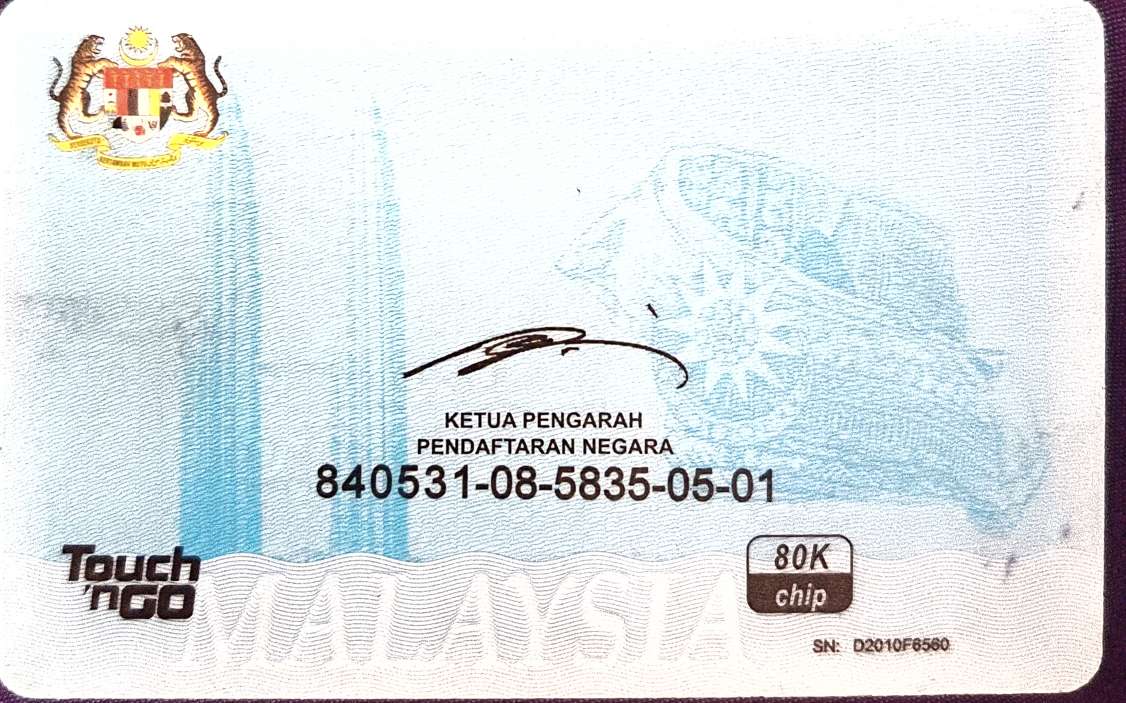 KETUA PENGARAH
PENDAFTARAN NEGARA
840531-08-5835-05-01
Touch
'nGO
80K
chip
MALAYSIA
SN: D2010F6560